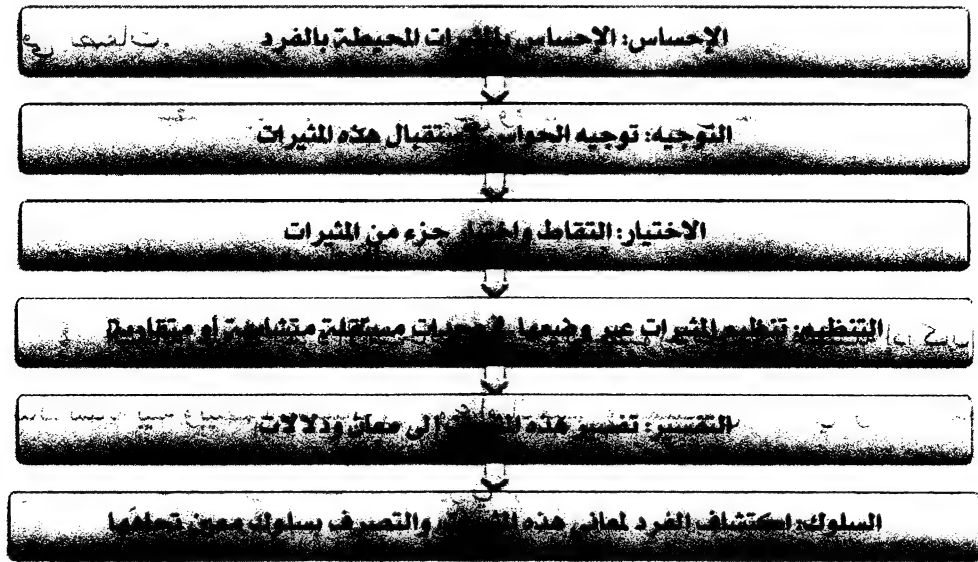 الإحساس: الإحساس بالمثيرات المحيطة بالفرد
التوجيه: توجيه الحواس لاستقبال هذه المثيرات
الاختيار: التقاط واختيار جزء من المثيرات
التنظيم: تنظيم المثيرات عبر وضعها في وحدات مستقلة متشابهة أو متقاربة
التفسير: تفسير هذه المثيرات إلى معان ودلالات
السلوك: اكتشاف الفرد لمعاني هذه المثيرات والتصرف بسلوك معين تجاهها